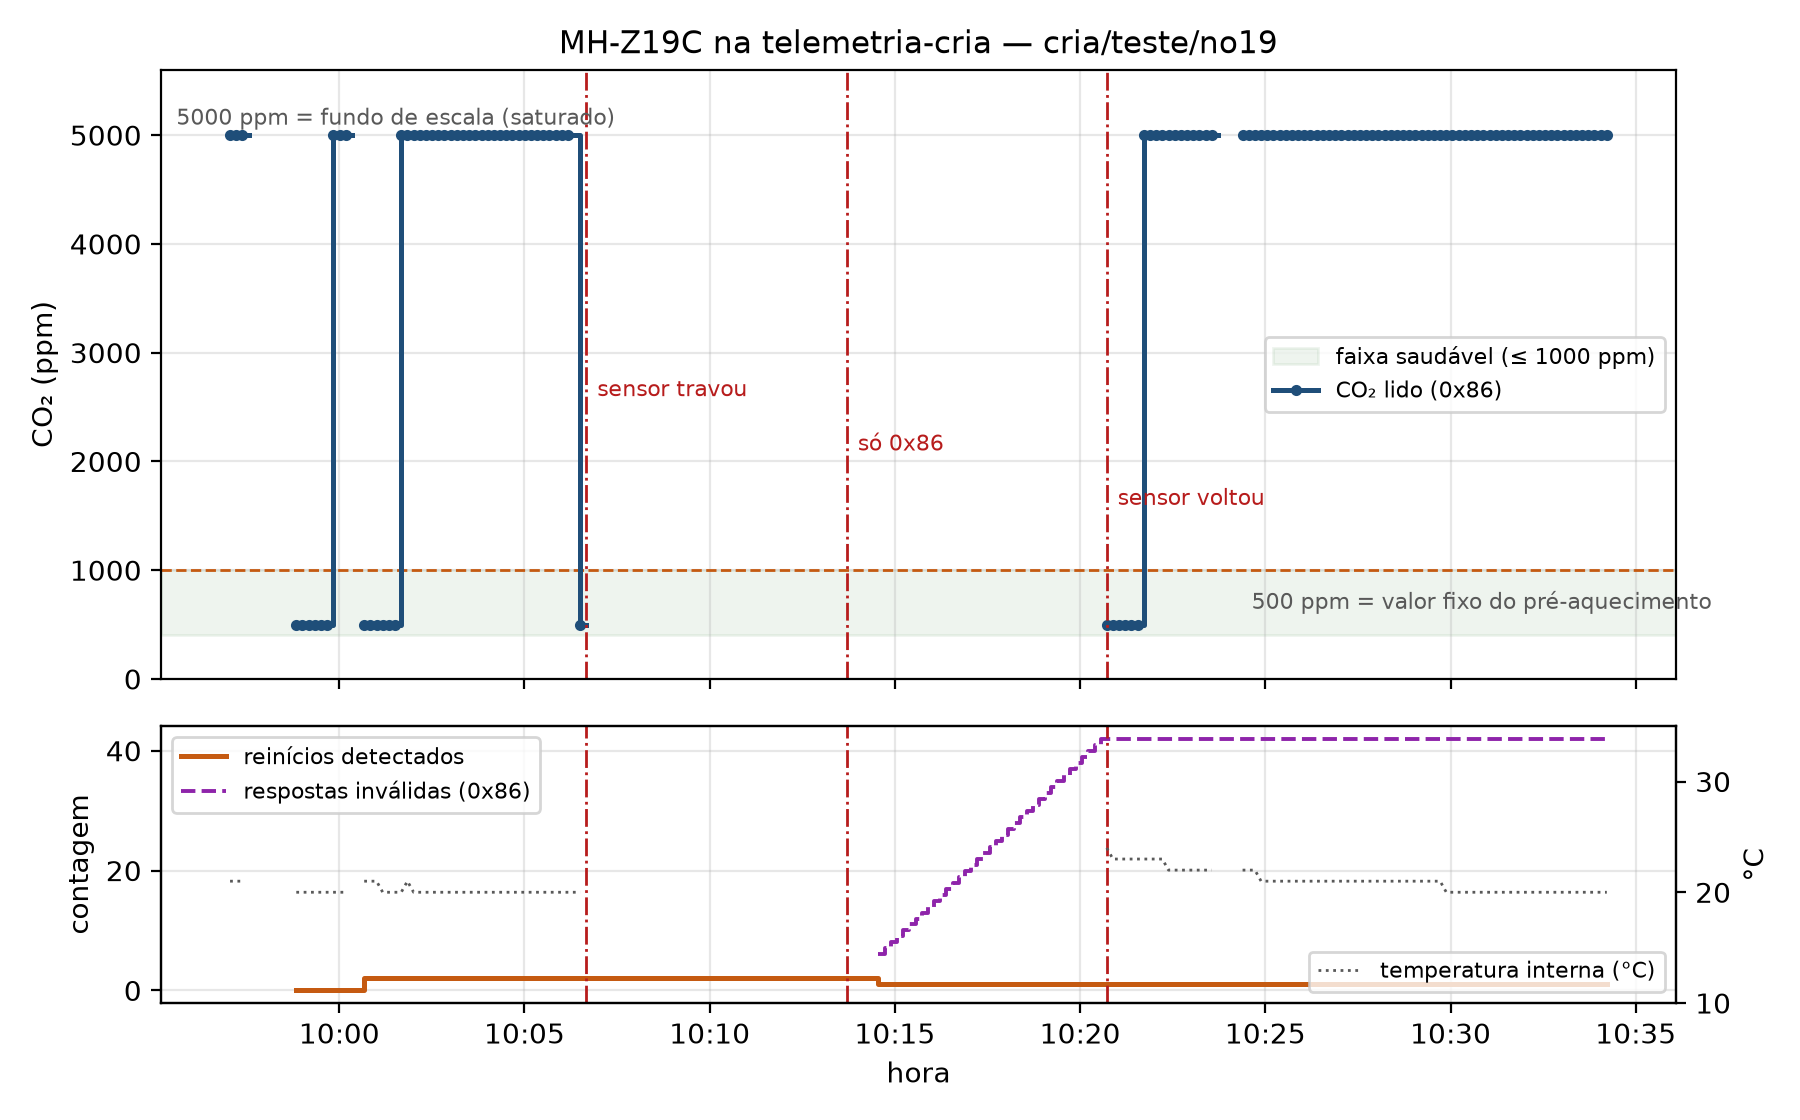 MH-Z19C na telemetria-cria — cria/teste/no19
5000 ppm = fundo de escala (saturado)
5000
4000
3000
2000
1000
0
CO₂ (ppm)
sensor travou
só 0x86
sensor voltou
faixa saudável (≤ 1000 ppm)
CO₂ lido (0x86)
500 ppm = valor fixo do pré-aquecimento
reinícios detectados
respostas inválidas (0x86)
40
20
0
contagem
30
20
10
°C
temperatura interna (°C)
10:00
10:05
10:10
10:15
10:20
10:25
10:30
10:35
hora